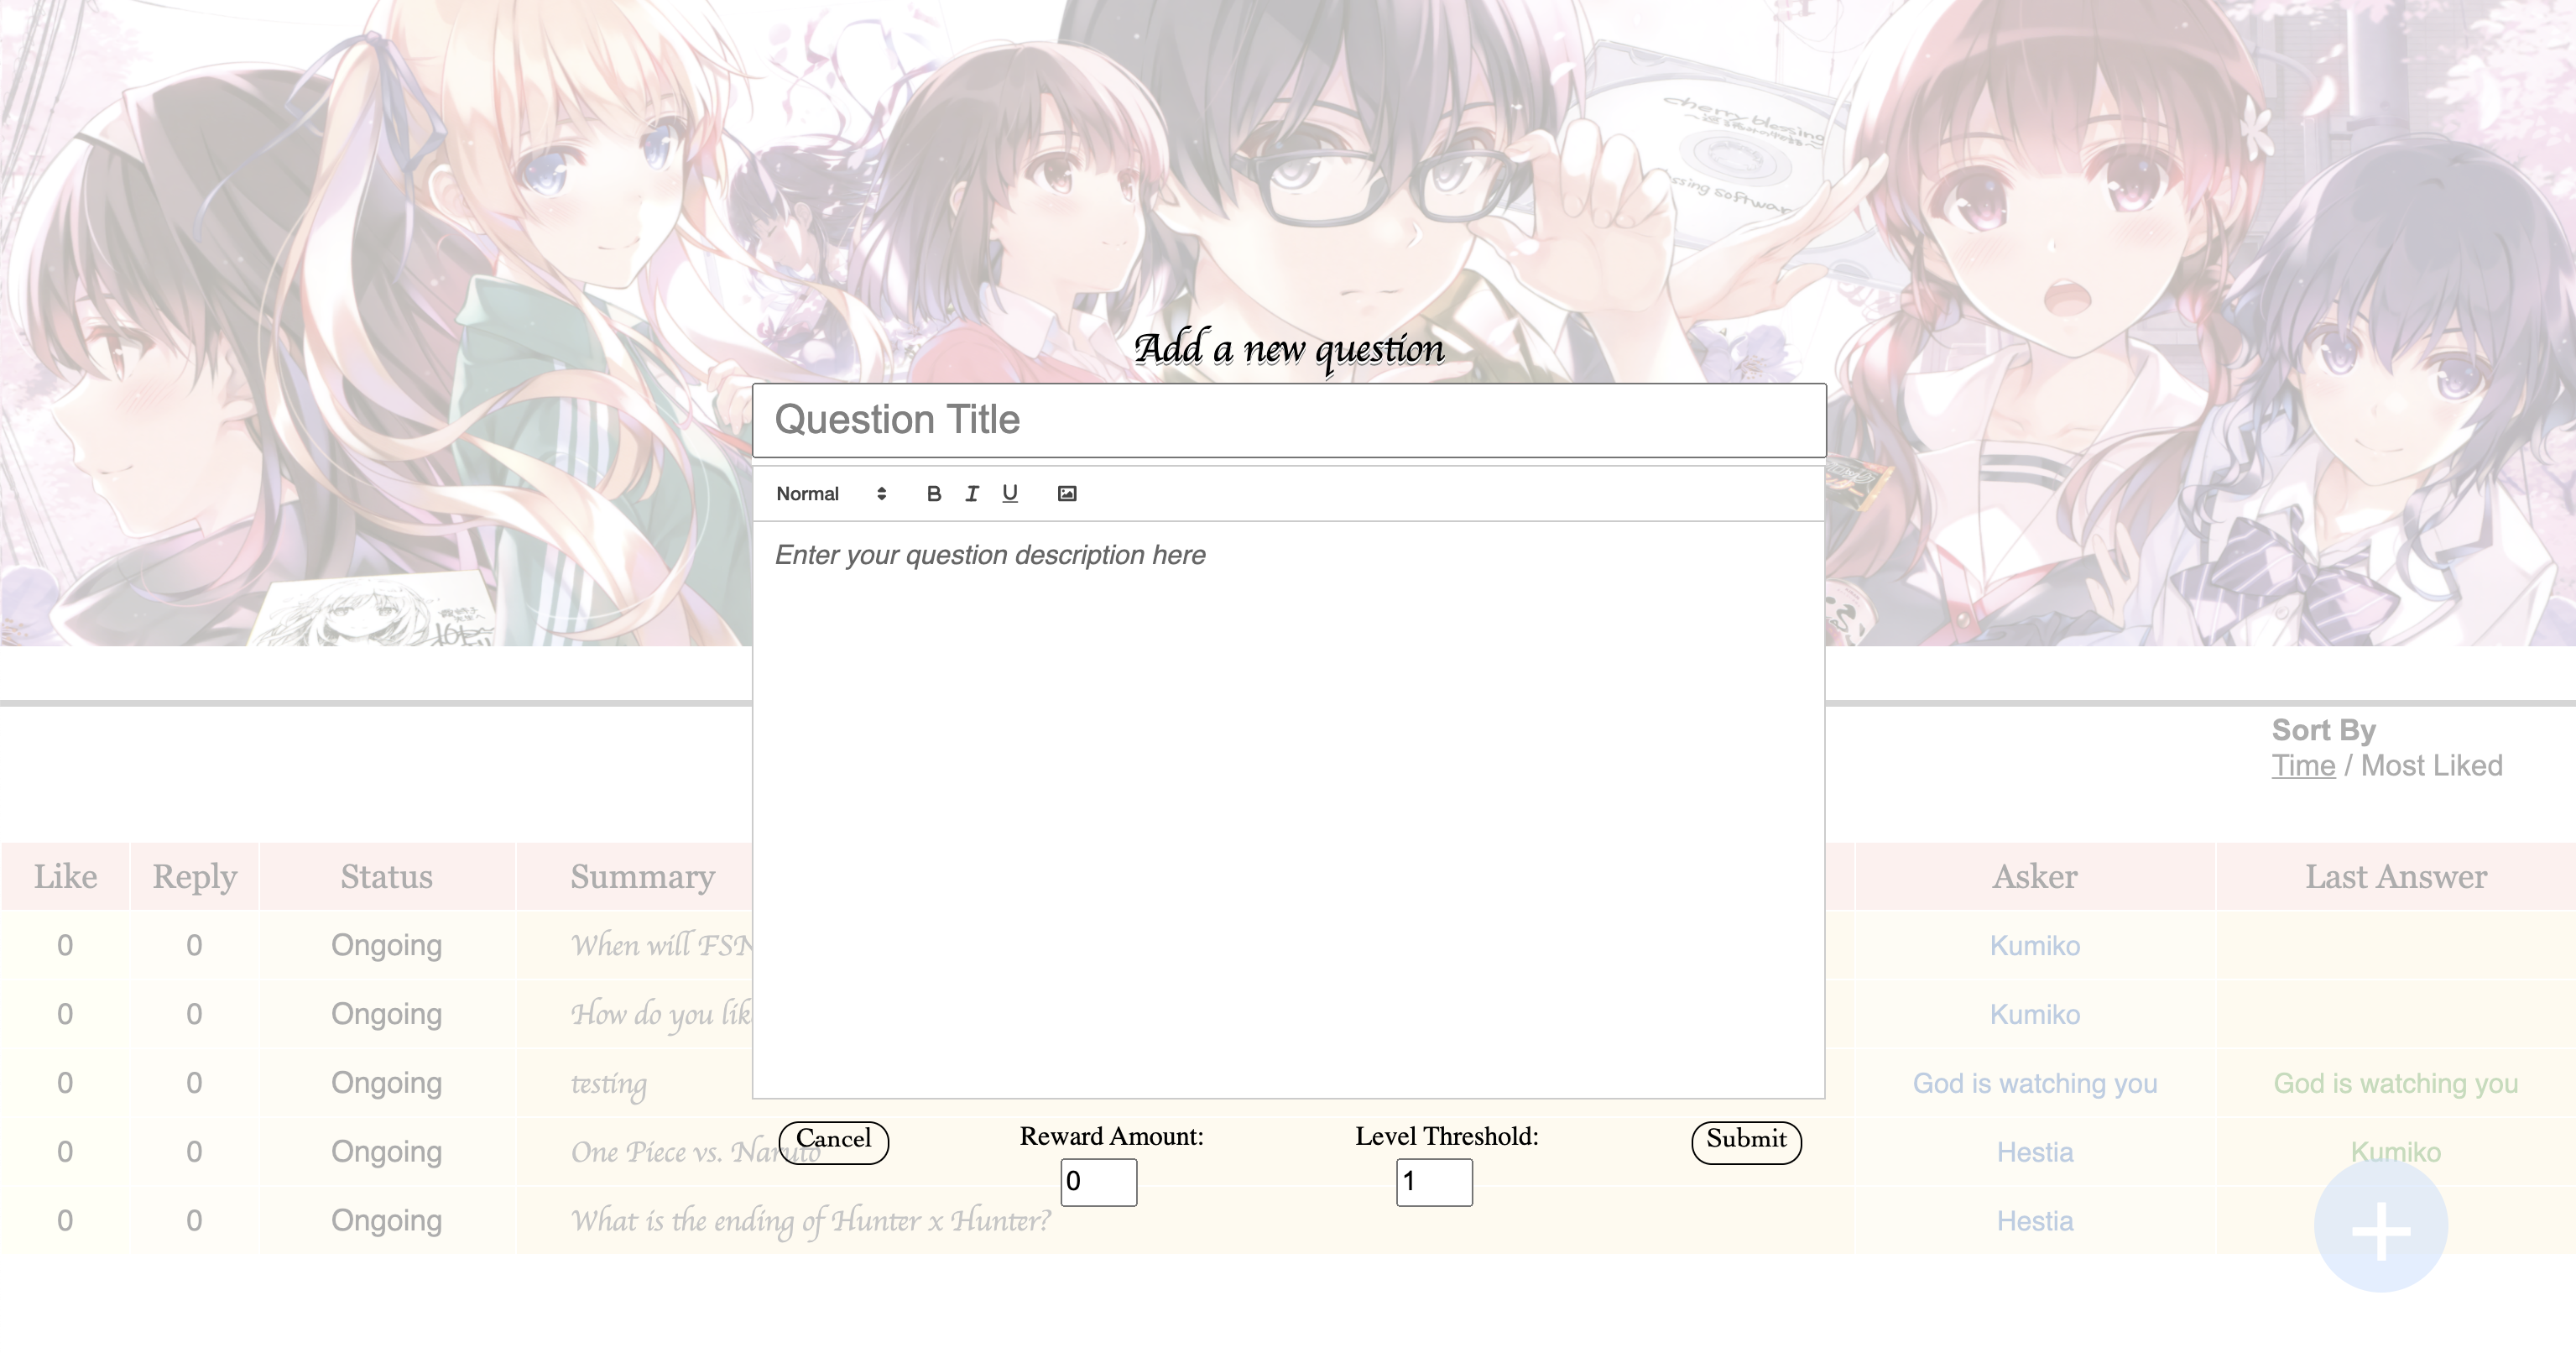 cherry blessing
Add a new question
Question Title
Normal B I U
Enter your question description here
Sort By
Time / Most Liked
Like Reply Status Summary Asker Last Answer
0 0 Ongoing When will FSN Kumiko
0 0 Ongoing How do you lik Kumiko
0 0 Ongoing testing God is watching you God is watching you
Cancel Reward Amount: Level Threshold: Submit
0 0 Ongoing One Piece vs. Naruto Hestia Kumiko
0 1
0 0 Ongoing What is the ending of Hunter x Hunter? Hestia
+